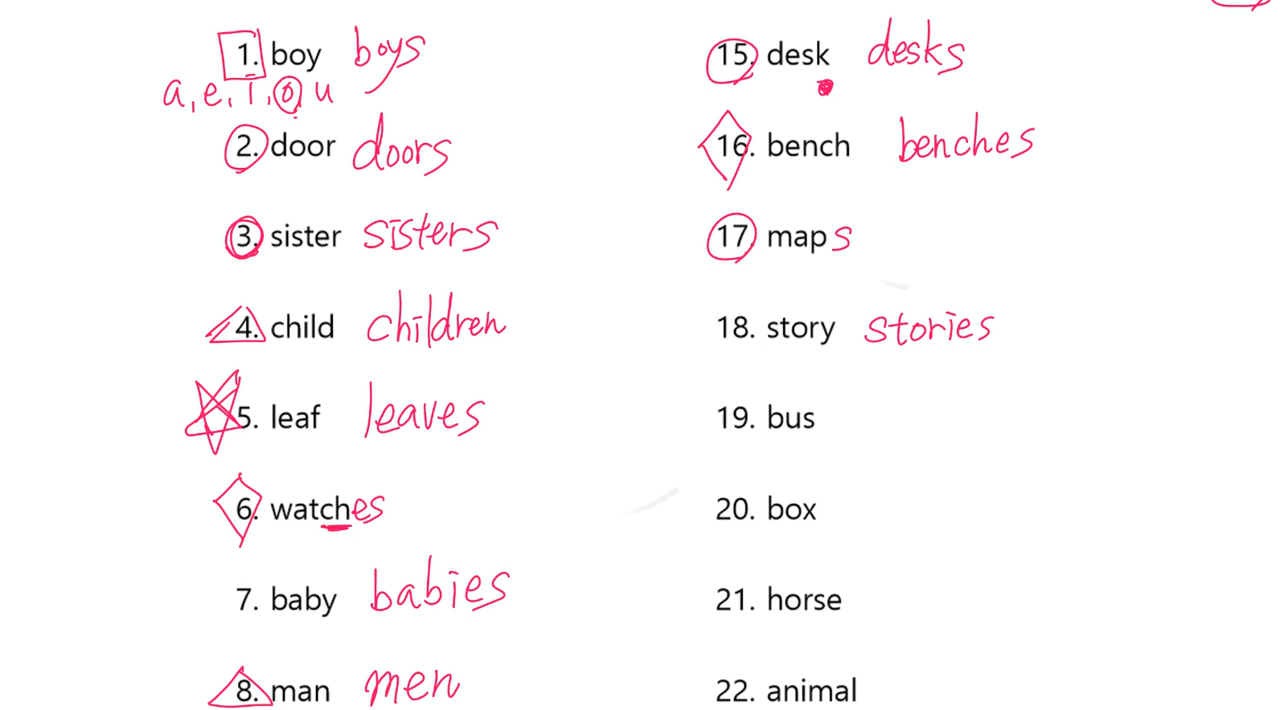 1. boy boys
a, e, i, o, u
2. door doors
3. sister sisters
4. child children
5. leaf leaves
6. watches
7. baby babies
8. man men
15. desk desks
16. bench benches
17. maps
18. story stories
19. bus
20. box
21. horse
22. animal